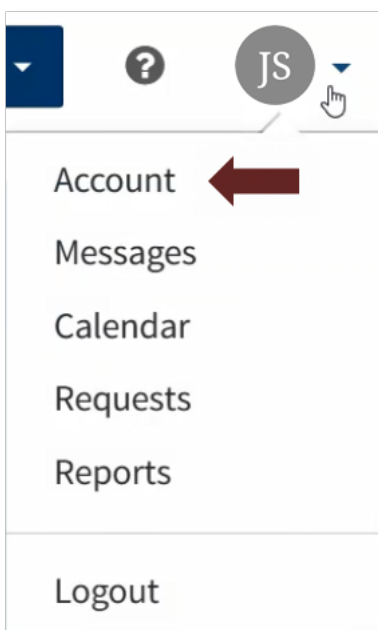 ?
JS
Account
Messages
Calendar
Requests
Reports
Logout